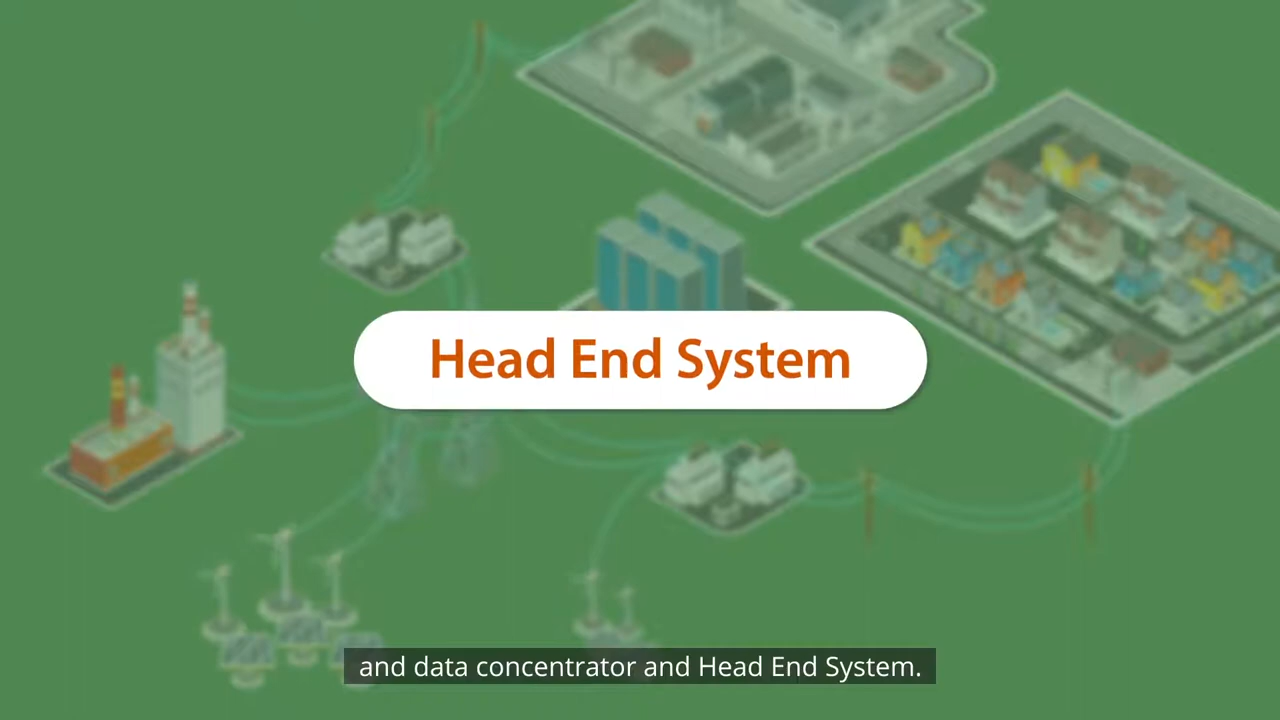 Head End System
and data concentrator and Head End System.